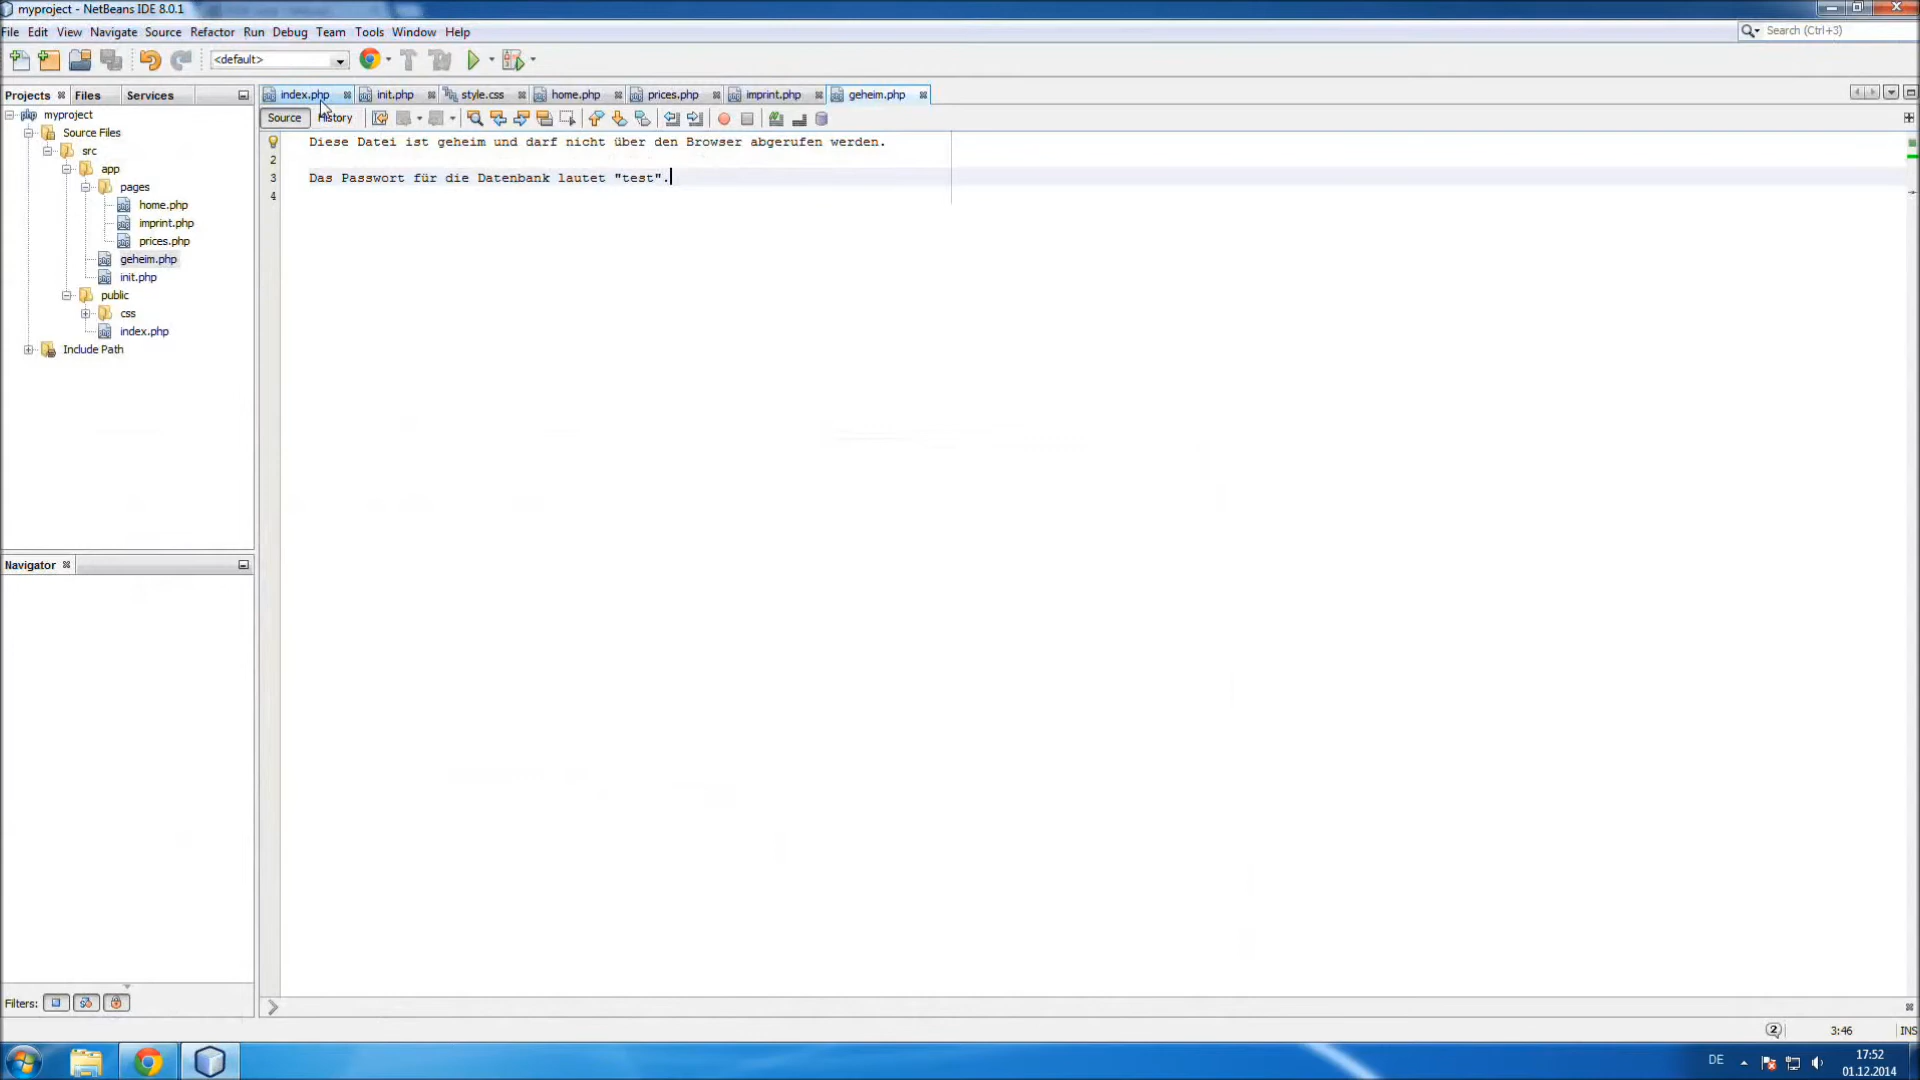 myproject - NetBeans IDE 8.0.1
File Edit View Navigate Source Refactor Run Debug Team Tools Window Help
Search (Ctrl+3)
<default>
Projects Files Services
index.php init.php style.css home.php prices.php imprint.php geheim.php
Source History
myproject
Source Files
src
app
pages
home.php
imprint.php
prices.php
geheim.php
init.php
public
css
index.php
Include Path
Diese Datei ist geheim und darf nicht über den Browser abgerufen werden.
2
3 Das Passwort für die Datenbank lautet "test".
4
Navigator
Filters:
2 3:46 INS
DE 17:52
01.12.2014